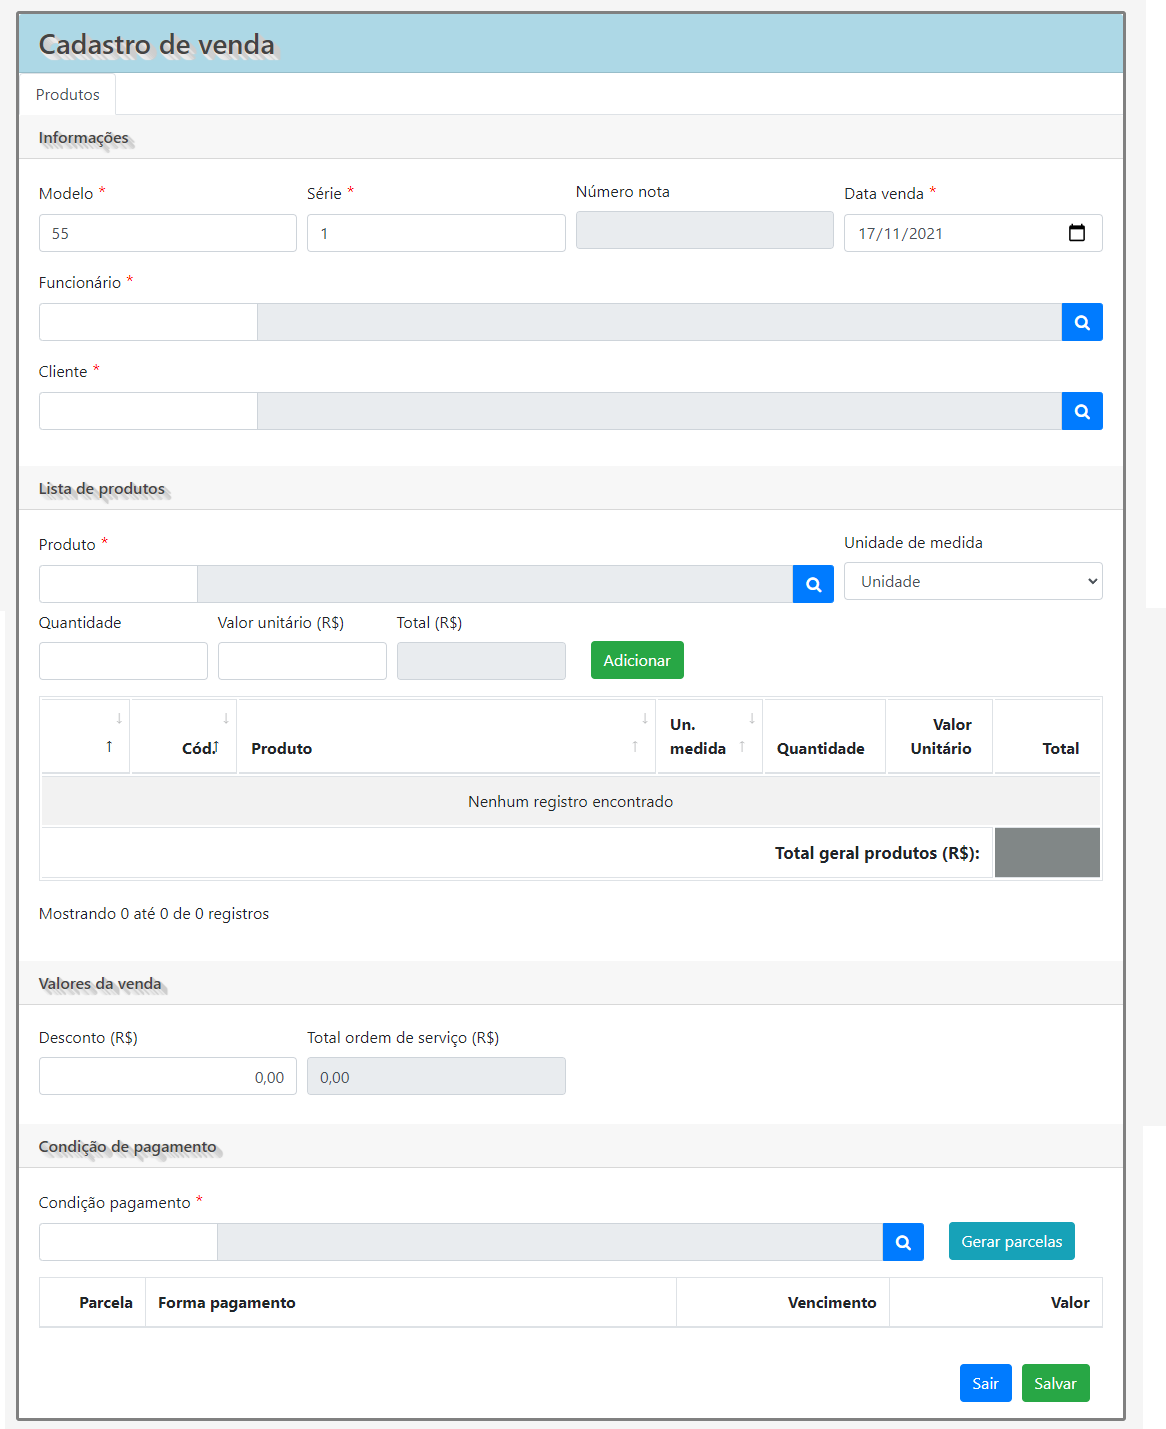 Cadastro de venda
Produtos
Informações
Modelo * Série * Número nota Data venda *
55 1 17/11/2021
Funcionário *
Cliente *
Lista de produtos
Produto * Unidade de medida
Unidade
Quantidade Valor unitário (R$) Total (R$)
Adicionar
↓ ↓ ↓ Un. ↓ Valor
↑ Cód.↑ Produto ↑ medida ↑ Quantidade Unitário Total
Nenhum registro encontrado
Total geral produtos (R$):
Mostrando 0 até 0 de 0 registros
Valores da venda
Desconto (R$) Total ordem de serviço (R$)
0,00 0,00
Condição de pagamento
Condição pagamento *
Gerar parcelas
Parcela Forma pagamento Vencimento Valor
Sair Salvar